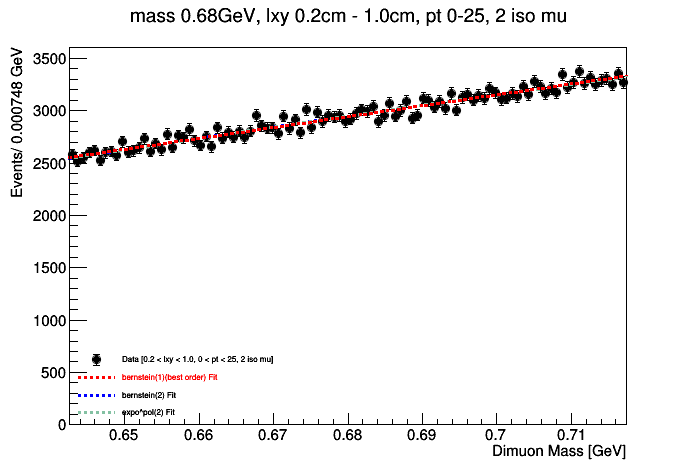 mass 0.68GeV, lxy 0.2cm - 1.0cm, pt 0-25, 2 iso mu
Events/ 0.000748 GeV
3500
3000
2500
2000
1500
1000
500
0
Data [0.2 < lxy < 1.0, 0 < pt < 25, 2 iso mu]
bernstein(1)(best order) Fit
bernstein(2) Fit
expo^pol(2) Fit
0.65 0.66 0.67 0.68 0.69 0.7 0.71
Dimuon Mass [GeV]